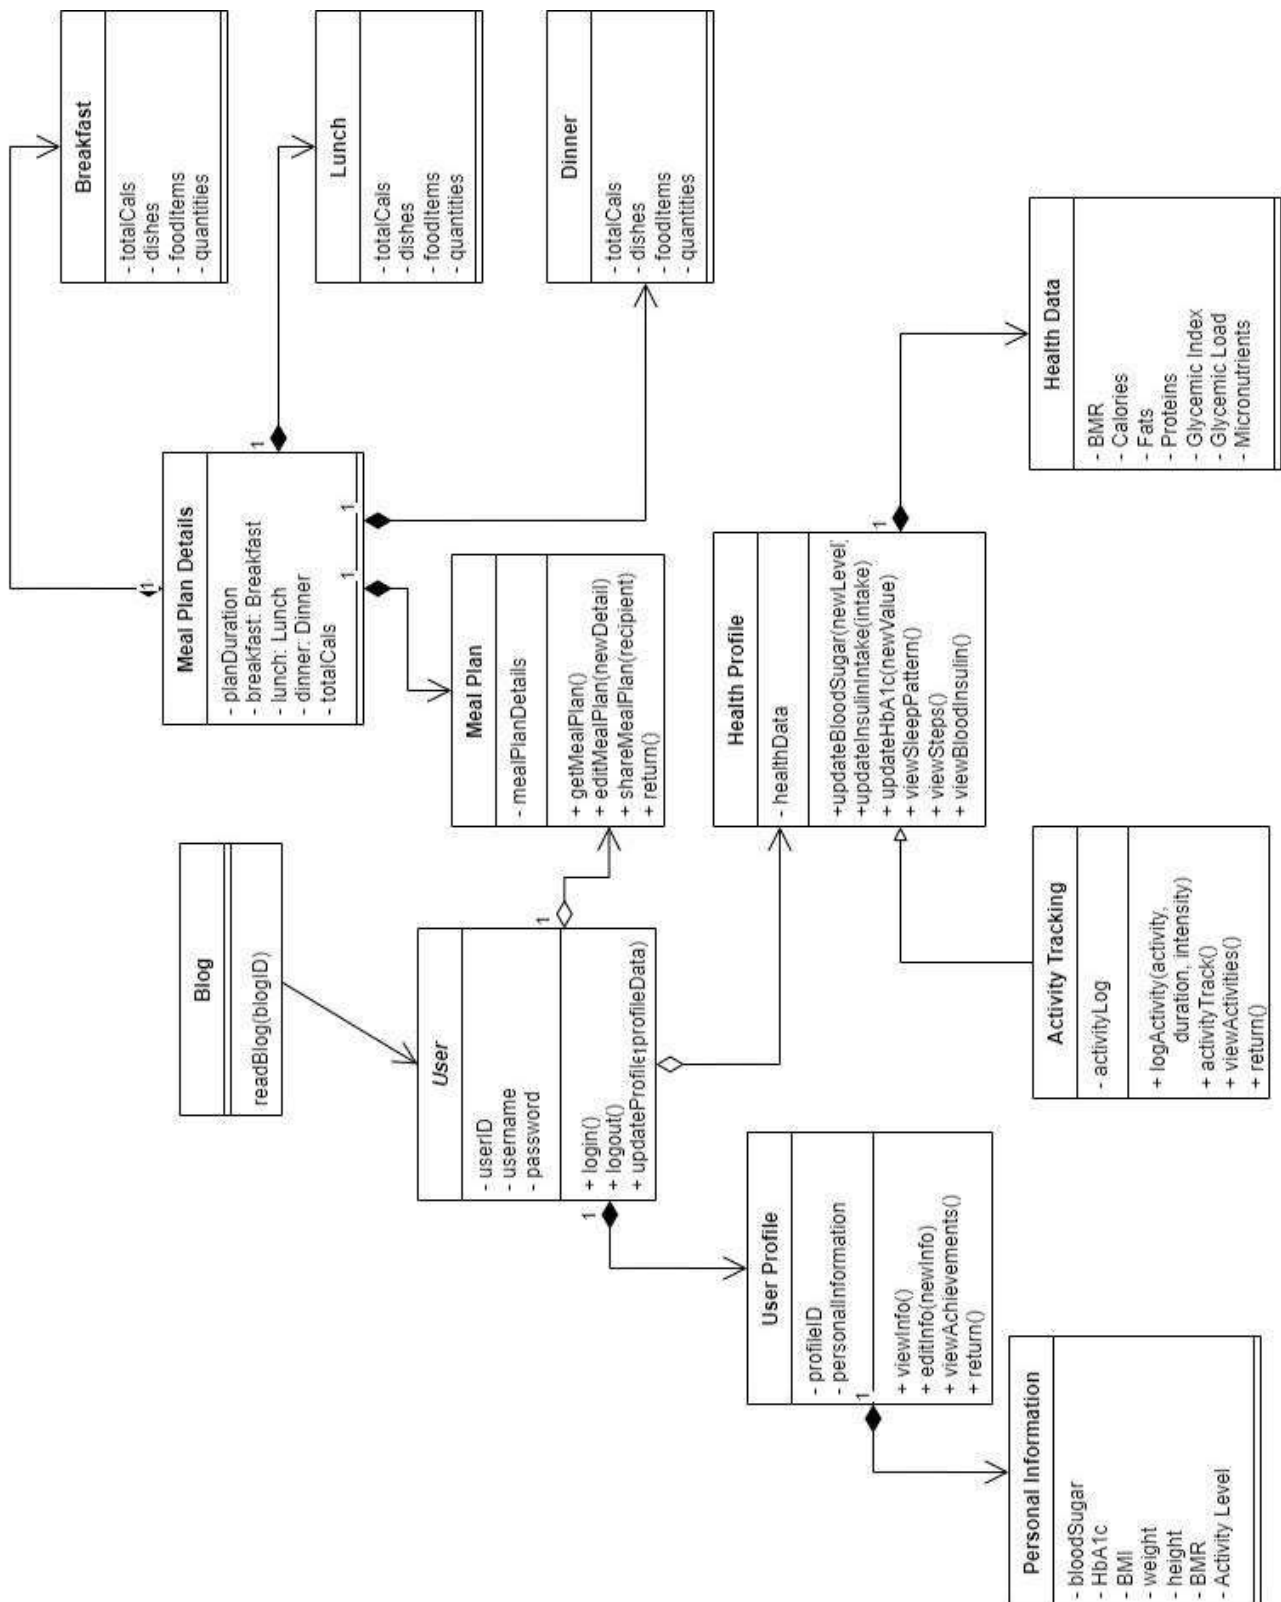 Blog
readBlog(blogID)
User
- userID
- username
- password
+ login()
+ logout()
+ updateProfile(profileData)
1
1
1
User Profile
- profileID
- personalInformation
+ viewInfo()
+ editInfo(newInfo)
+ viewAchievements()
+ return()
1
Personal Information
- bloodSugar
- HbA1c
- BMI
- weight
- height
- BMR
- Activity Level
Meal Plan Details
- planDuration
- breakfast: Breakfast
- lunch: Lunch
- dinner: Dinner
- totalCals
1
1
1
1
Meal Plan
- mealPlanDetails
+ getMealPlan()
+ editMealPlan(newDetail)
+ shareMealPlan(recipient)
+ return()
Breakfast
- totalCals
- dishes
- foodItems
- quantities
Lunch
- totalCals
- dishes
- foodItems
- quantities
Dinner
- totalCals
- dishes
- foodItems
- quantities
Health Profile
- healthData
+updateBloodSugar(newLevel)
+updateInsulinIntake(intake)
+ updateHbA1c(newValue)
+ viewSleepPattern()
+ viewSteps()
+ viewBloodInsulin()
1
Activity Tracking
- activityLog
+ logActivity(activity,
duration, intensity)
+ activityTrack()
+ viewActivities()
+ return()
Health Data
- BMR
- Calories
- Fats
- Proteins
- Glycemic Index
- Glycemic Load
- Micronutrients